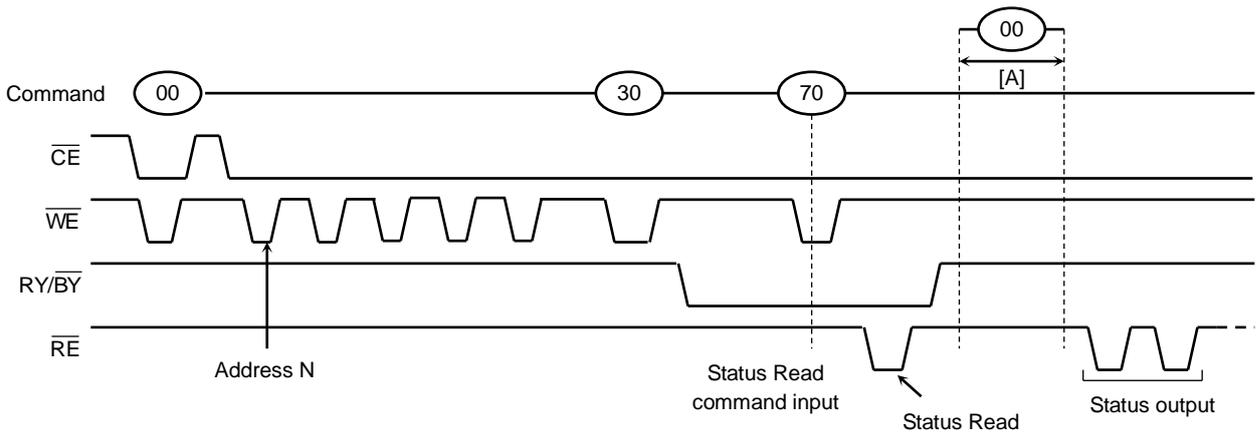 00
[A]
Command 00 30 70
CE
WE
RY/BY
RE
Address N
Status Read
command input
Status Read
Status output